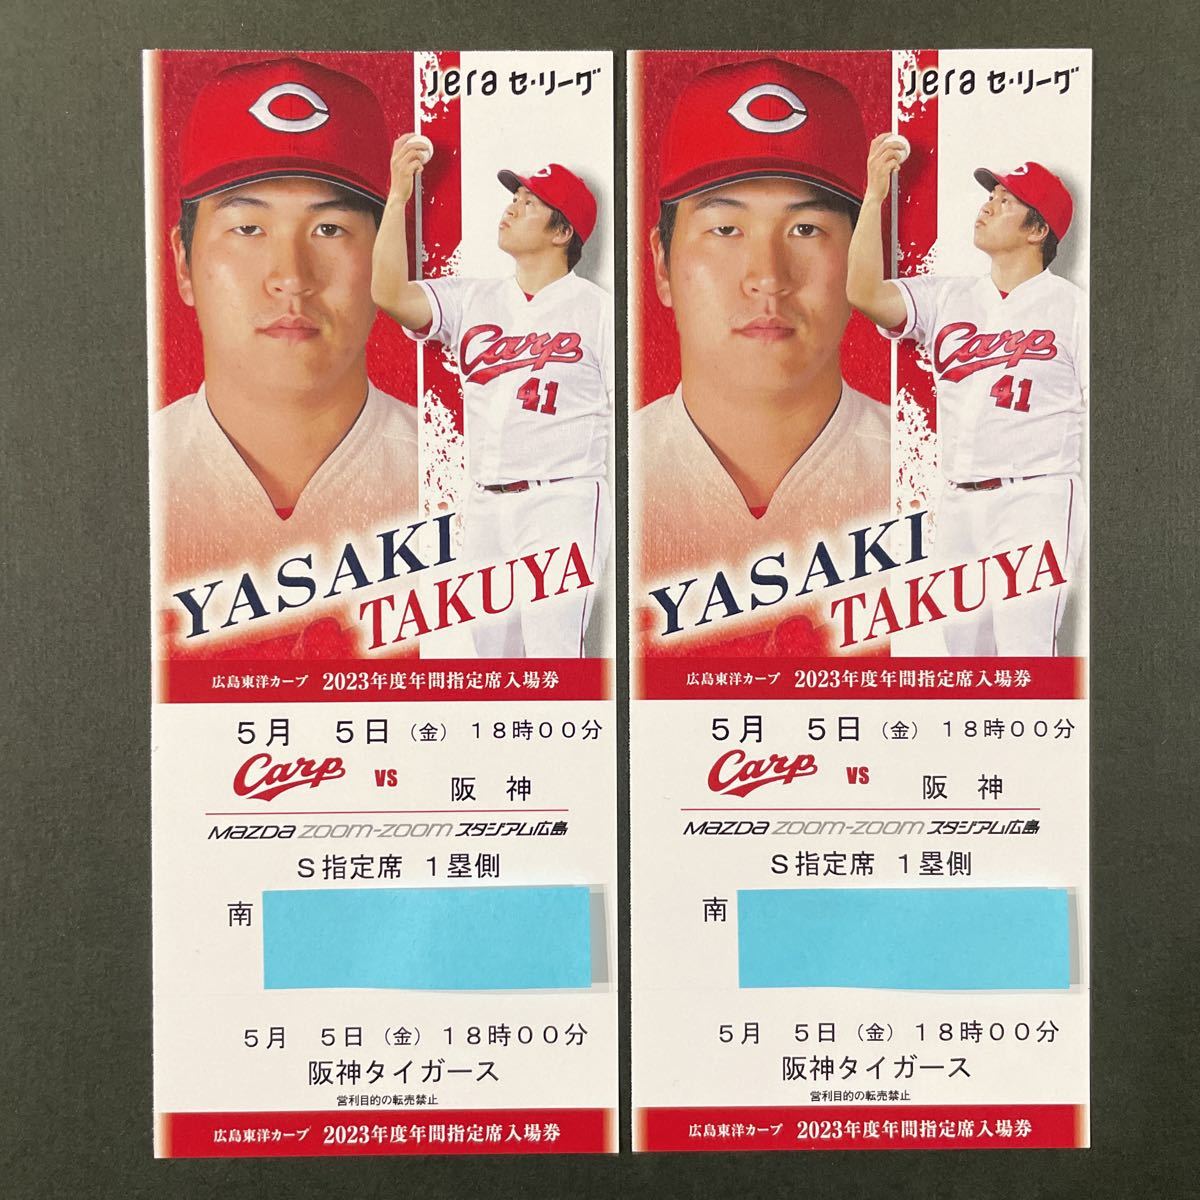 jera セ・リーグ
Carp
41
YASAKI
TAKUYA
広島東洋カープ 2023年度年間指定席入場券
5月 5日(金)18時00分
Carp vs 阪 神
MAZDA ZOOM-ZOOM スタジアム広島
S指定席 1塁側
南
5月 5日(金)18時00分
阪神タイガース
営利目的の転売禁止
広島東洋カープ 2023年度年間指定席入場券
jera セ・リーグ
Carp
41
YASAKI
TAKUYA
広島東洋カープ 2023年度年間指定席入場券
5月 5日(金)18時00分
Carp vs 阪 神
MAZDA ZOOM-ZOOM スタジアム広島
S指定席 1塁側
南
5月 5日(金)18時00分
阪神タイガース
営利目的の転売禁止
広島東洋カープ 2023年度年間指定席入場券